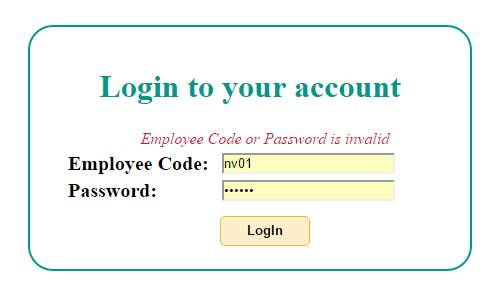 Login to your account
Employee Code or Password is invalid
Employee Code: nv01
Password: ••••••
LogIn